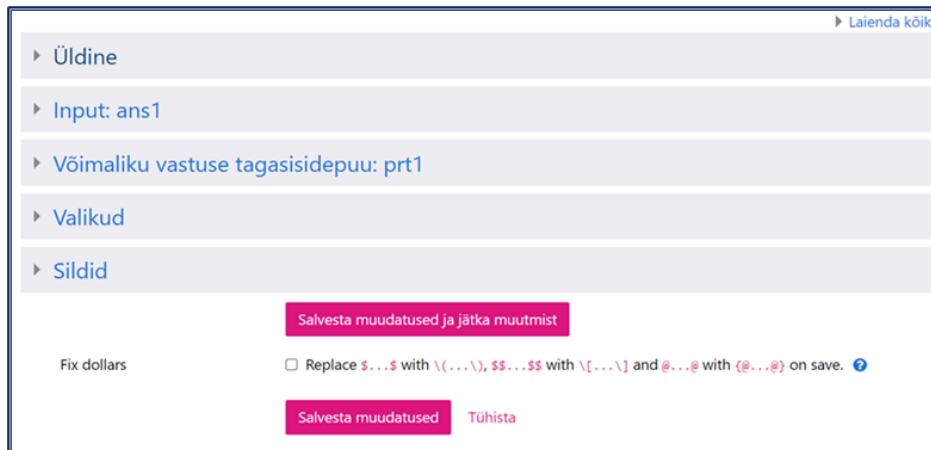 Laienda kõik
Üldine
Input: ans1
Võimaliku vastuse tagasisidepuu: prt1
Valikud
Sildid
Salvesta muudatused ja jätka muutmist
Fix dollars
Replace $...$ with \(...\), $$...$$ with \[...\] and @...@ with {@...@} on save.
Salvesta muudatused Tühista